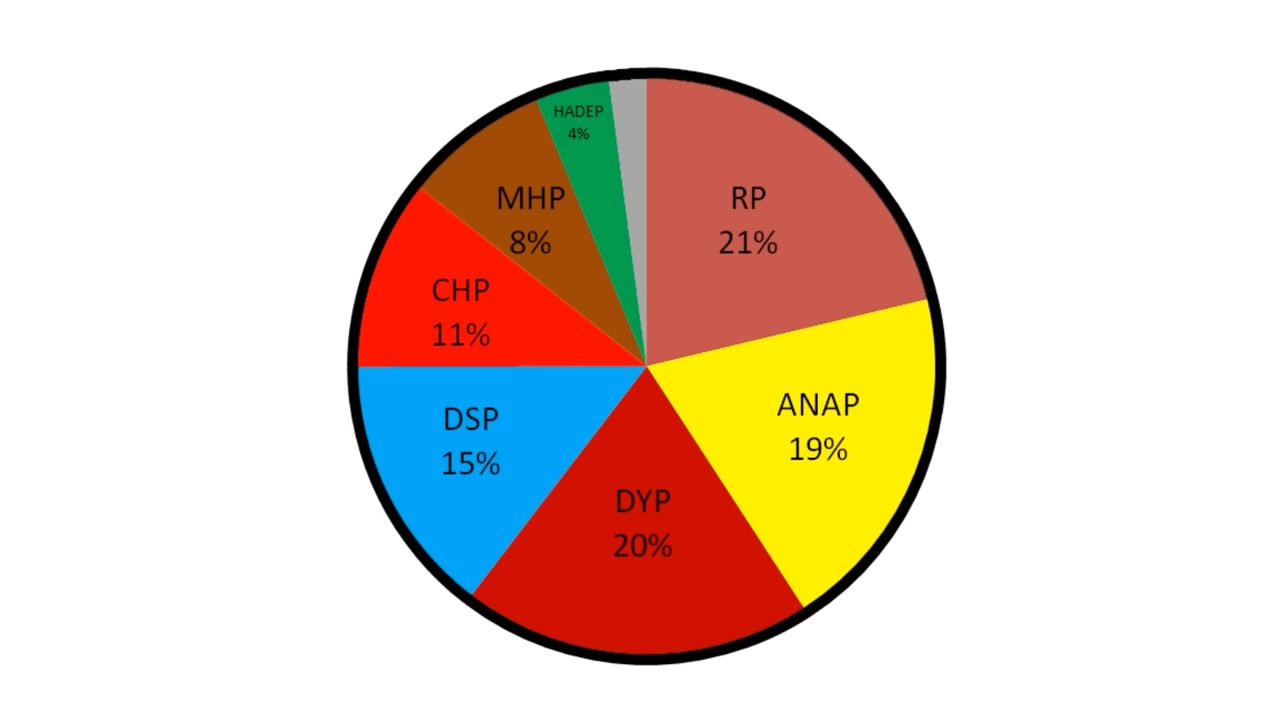 RP
21%
ANAP
19%
DYP
20%
DSP
15%
CHP
11%
MHP
8%
HADEP
4%